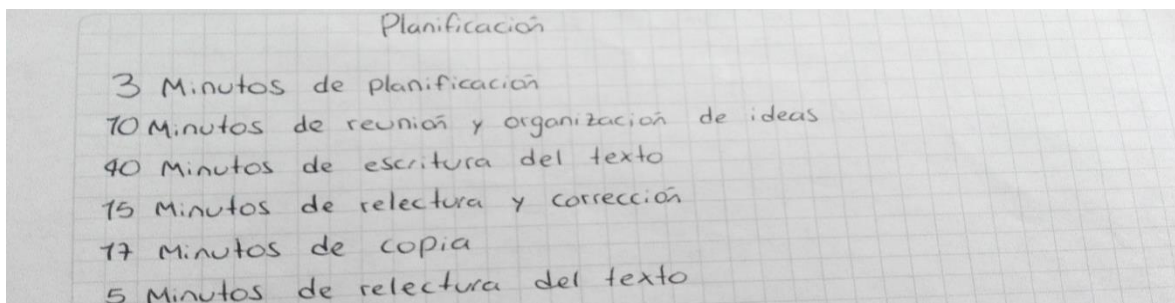 Planificación
3 Minutos de planificación
10 Minutos de reunión y organización de ideas
40 Minutos de escritura del texto
15 Minutos de relectura y corrección
17 Minutos de copia
5 Minutos de relectura del texto